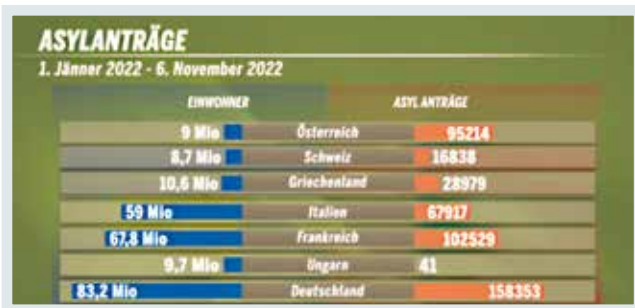 ASYLANTRÄGE
1. Jänner 2022 - 6. November 2022
EINWOHNER ASYLANTRÄGE
9 Mio Österreich 95214
8,7 Mio Schweiz 16838
10,6 Mio Griechenland 28979
59 Mio Italien 67917
67,8 Mio Frankreich 102529
9,7 Mio Ungarn 41
83,2 Mio Deutschland 158353